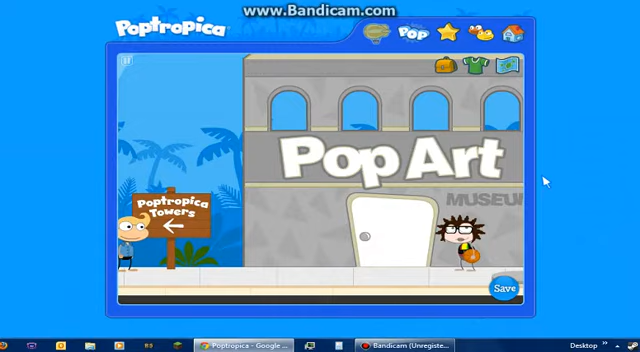 www.Bandicam.com
Poptropica
POP
Pop Art
MUSEUM
Poptropica
Towers
Save
Poptropica - Google ...
Bandicam (Unregiste...
Desktop